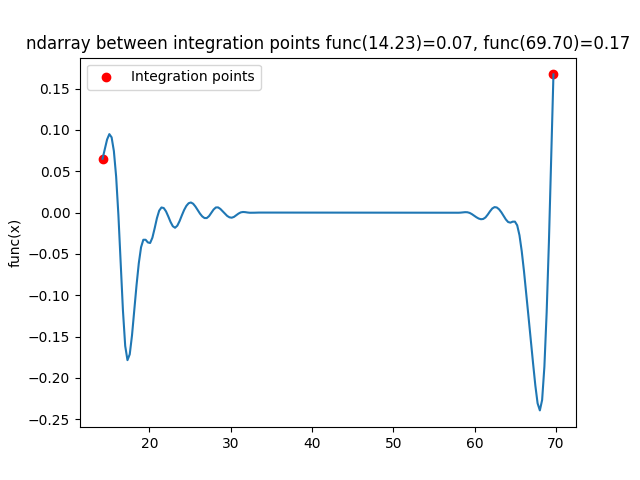 ndarray between integration points func(14.23)=0.07, func(69.70)=0.17
Integration points
func(x)
0.15
0.10
0.05
0.00
−0.05
−0.10
−0.15
−0.20
−0.25
20 30 40 50 60 70